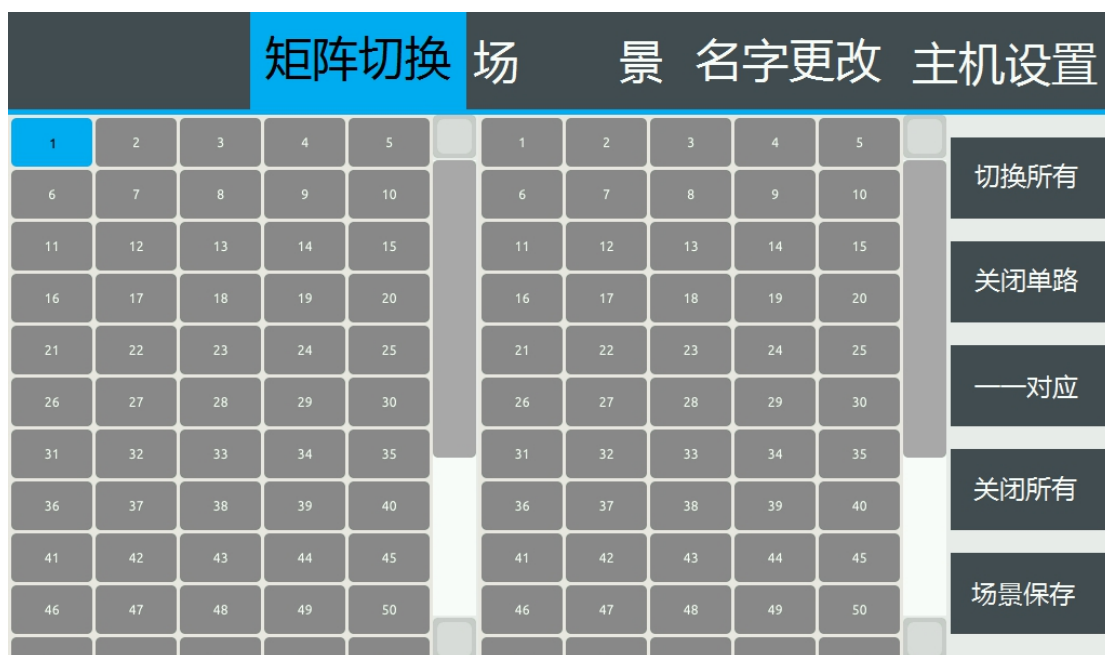 矩阵切换 场 景 名字更改 主机设置
1 2 3 4 5 1 2 3 4 5
切换所有
6 7 8 9 10 6 7 8 9 10
11 12 13 14 15 11 12 13 14 15
关闭单路
16 17 18 19 20 16 17 18 19 20
21 22 23 24 25 21 22 23 24 25
一一对应
26 27 28 29 30 26 27 28 29 30
31 32 33 34 35 31 32 33 34 35
关闭所有
36 37 38 39 40 36 37 38 39 40
41 42 43 44 45 41 42 43 44 45
场景保存
46 47 48 49 50 46 47 48 49 50